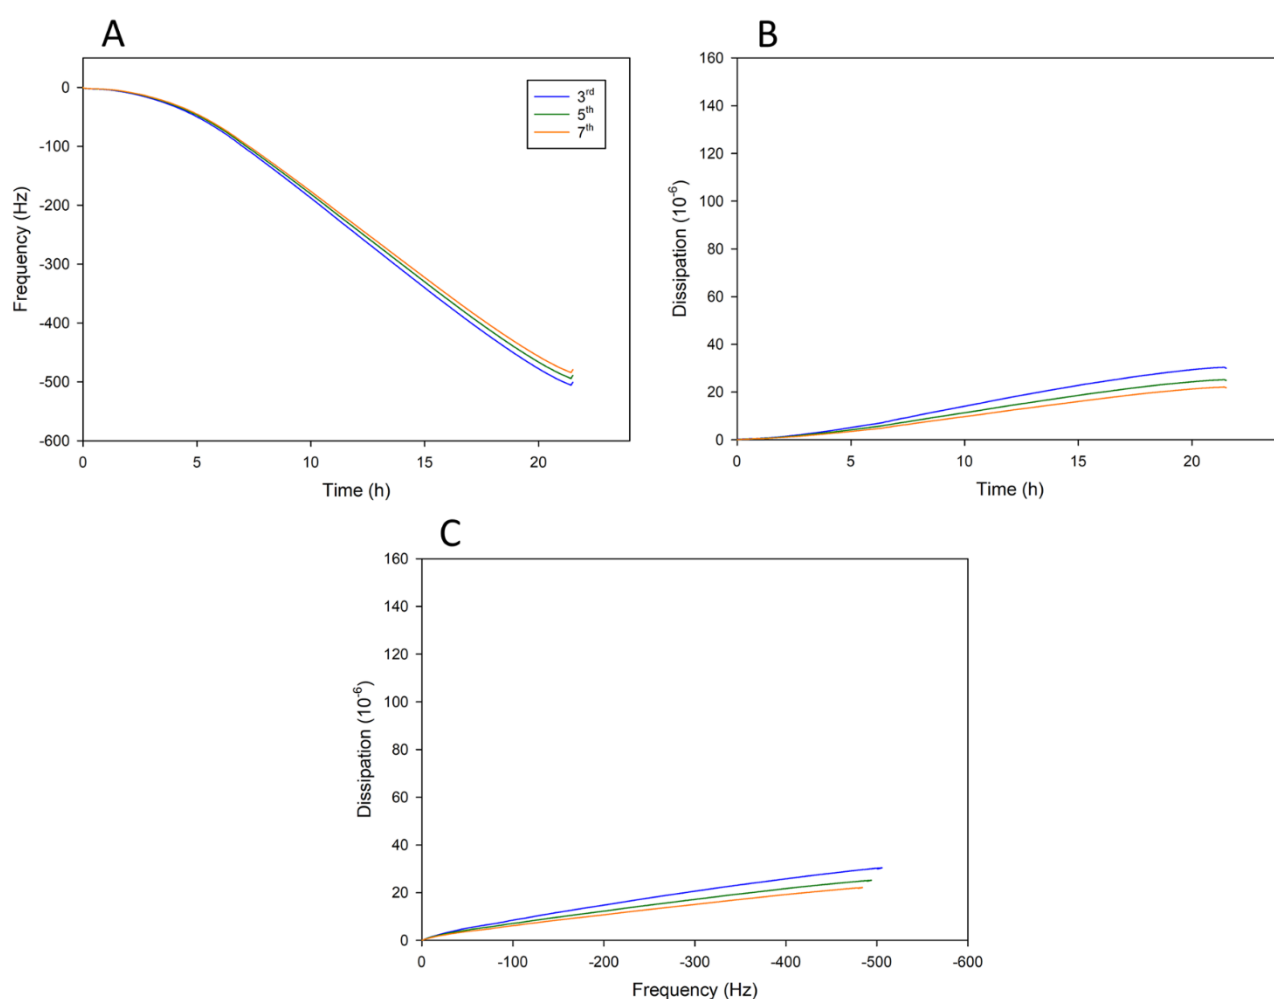 A
0
-100
-200
-300
-400
-500
-600
Frequency (Hz)
0 5 10 15 20
Time (h)
3rd
5th
7th
B
160
140
120
100
80
60
40
20
0
Dissipation (10-6)
0 5 10 15 20
Time (h)
C
160
140
120
100
80
60
40
20
0
Dissipation (10-6)
0 -100 -200 -300 -400 -500 -600
Frequency (Hz)